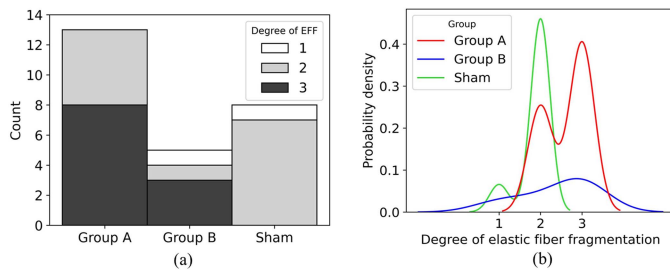 14
12
10
8
6
4
2
0
Count
Degree of EFF
1
2
3
Group A
Group B
Sham
(a)
0.4
0.3
0.2
0.1
0.0
Probability density
Group
Group A
Group B
Sham
1
2
3
Degree of elastic fiber fragmentation
(b)